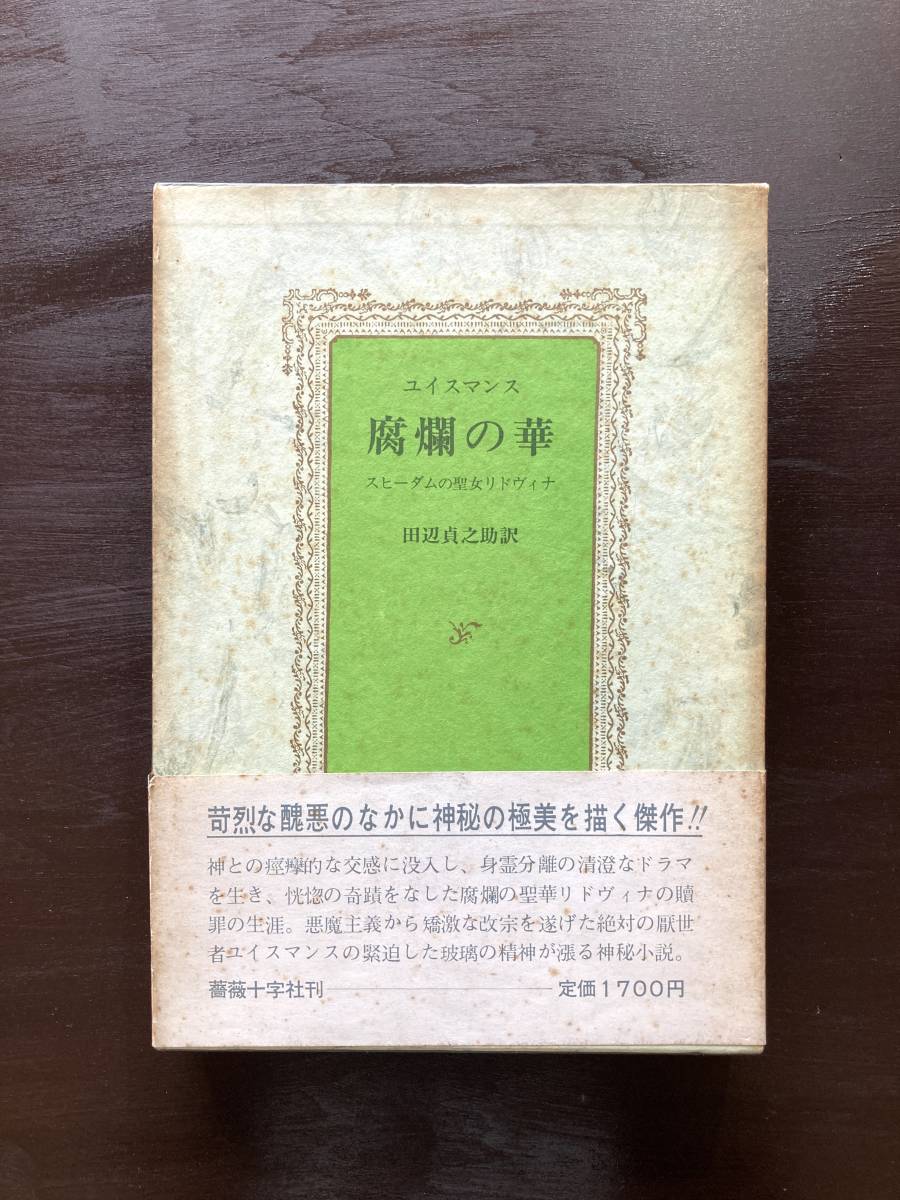 ユイスマンス
腐爛の華
スヒーダムの聖女リドヴィナ
田辺貞之助訳
苛烈な醜悪のなかに神秘の極美を描く傑作!!
神との痙攣的な交感に没入し、身霊分離の清澄なドラマ
を生き、恍惚の奇蹟をなした腐爛の聖華リドヴィナの贖
罪の生涯。悪魔主義から矯激な改宗を遂げた絶対の厭世
者ユイスマンスの緊迫した玻璃の精神が漲る神秘小説。
薔薇十字社刊――――定価1700円